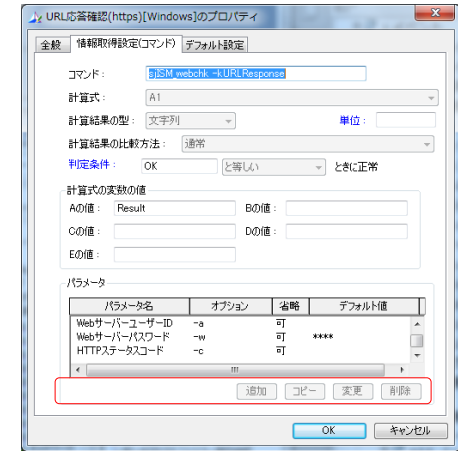 URL応答確認(https)[Windows]のプロパティ
全般 情報取得設定(コマンド) デフォルト設定
コマンド： sjISM_webchk -kURLResponse
計算式： A1
計算結果の型： 文字列 単位：
計算結果の比較方法： 通常
判定条件： OK と等しい ときに正常
計算式の変数の値
Aの値： Result Bの値：
Cの値： Dの値：
Eの値：
パラメータ
パラメータ名 オプション 省略 デフォルト値
WebサーバーユーザーID -a 可
Webサーバーパスワード -w 可 ****
HTTPステータスコード -c 可
追加 コピー 変更 削除
OK キャンセル